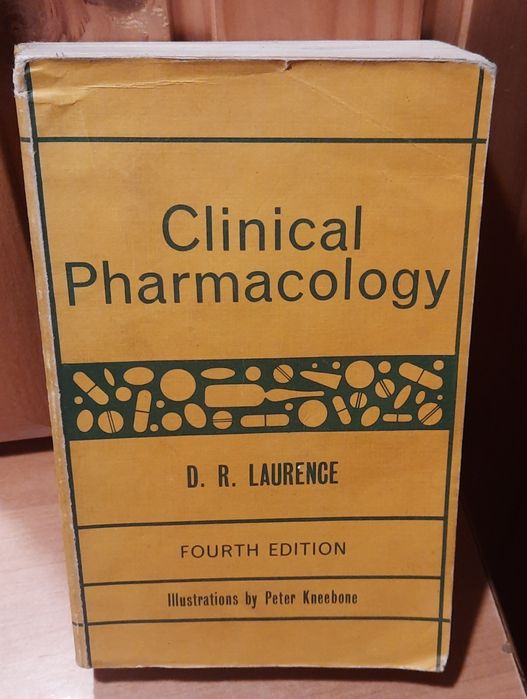 Clinical
Pharmacology
D. R. LAURENCE
FOURTH EDITION
Illustrations by Peter Kneebone